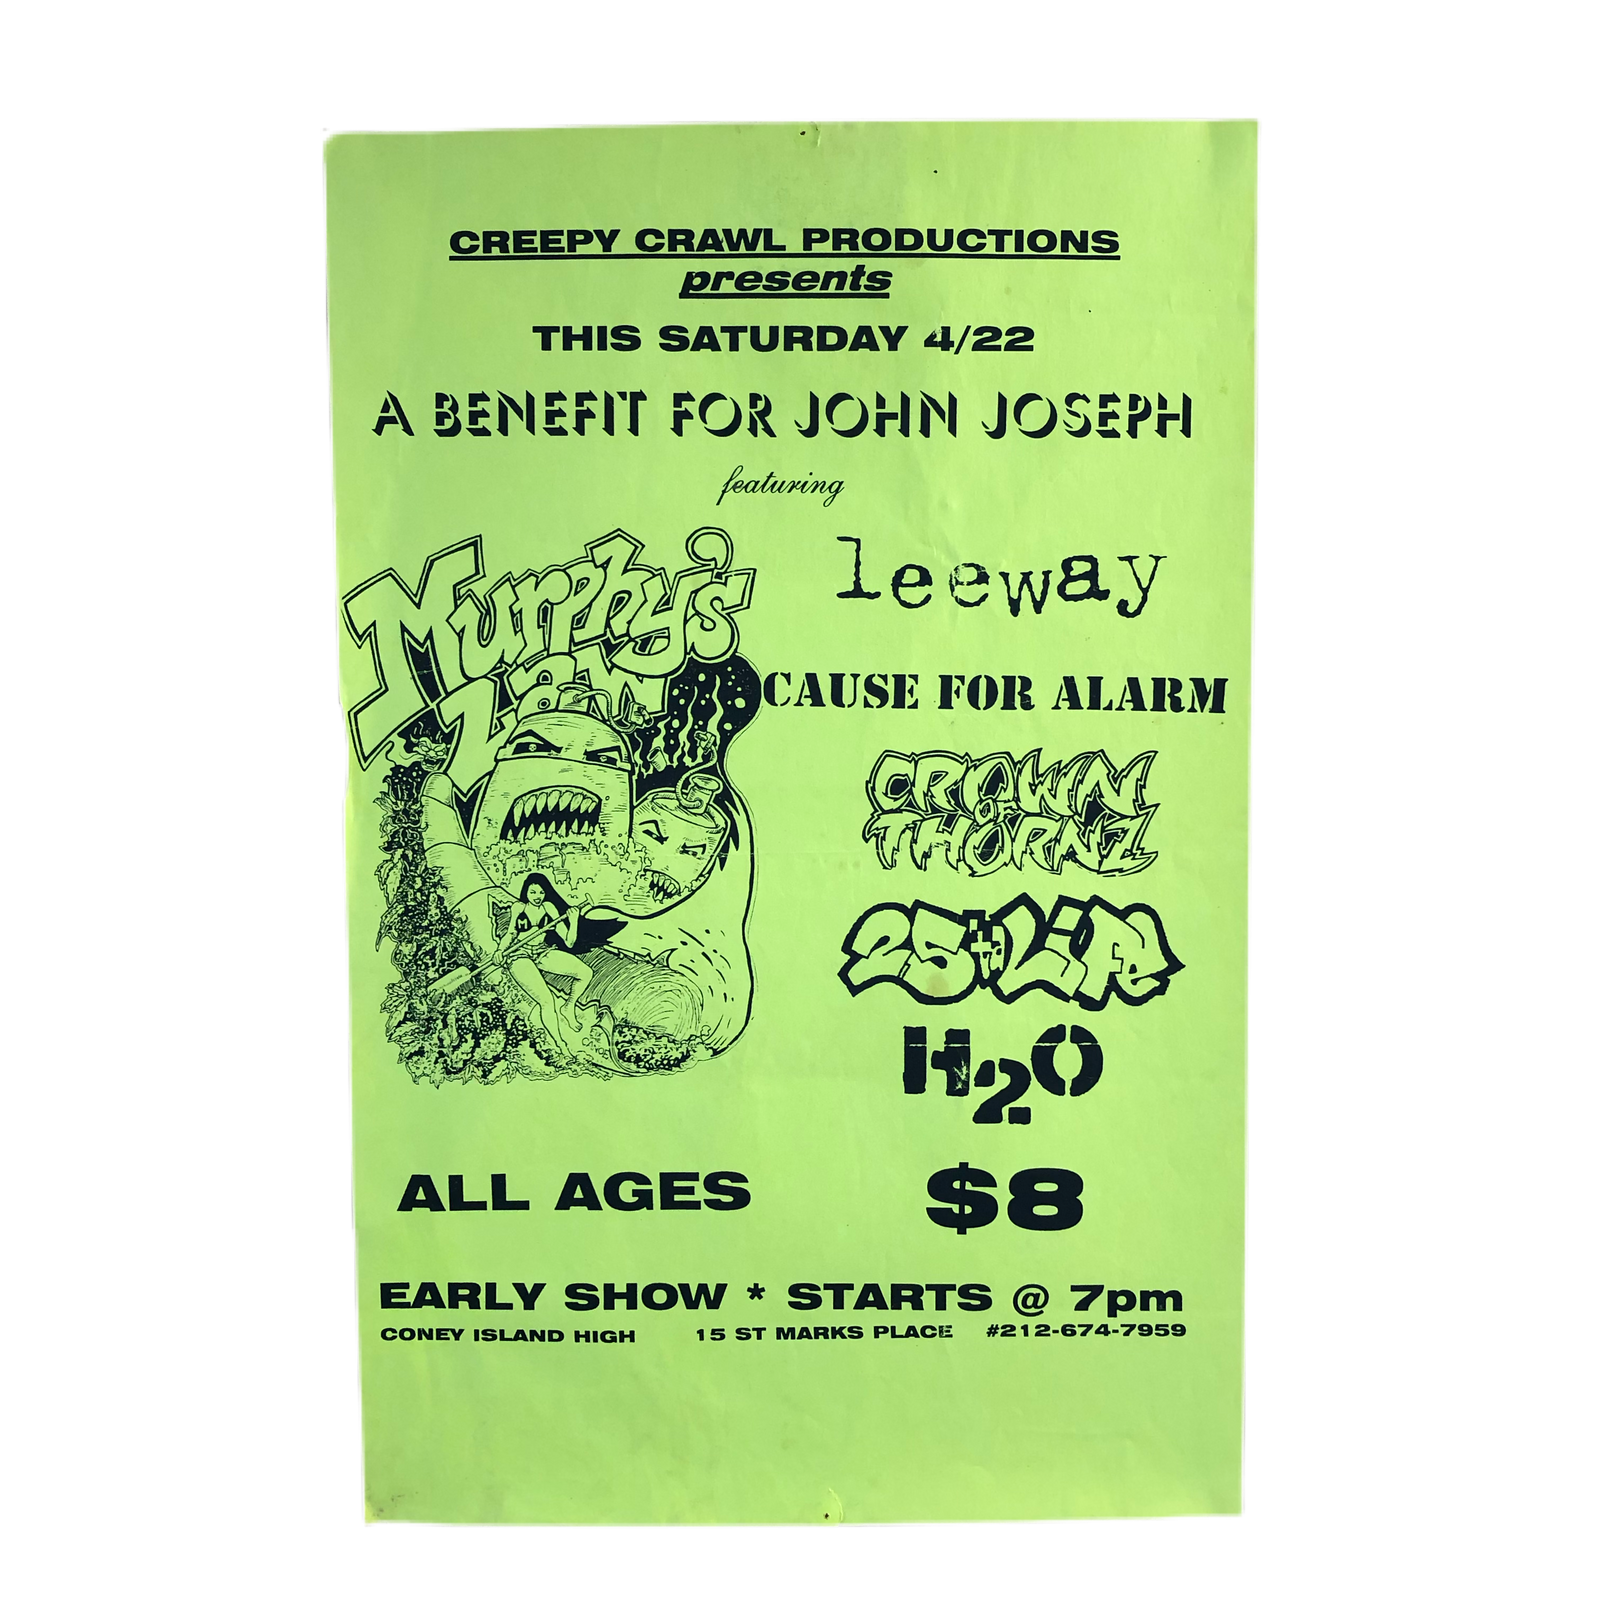 CREEPY CRAWL PRODUCTIONS
presents
THIS SATURDAY 4/22
A BENEFIT FOR JOHN JOSEPH
featuring
Murphy's
Law
leeway
CAUSE FOR ALARM
CROWN
OF
THORNZ
25 ta Life
H2O
M
ALL AGES
$8
EARLY SHOW * STARTS @ 7pm
CONEY ISLAND HIGH 15 ST MARKS PLACE #212-674-7959